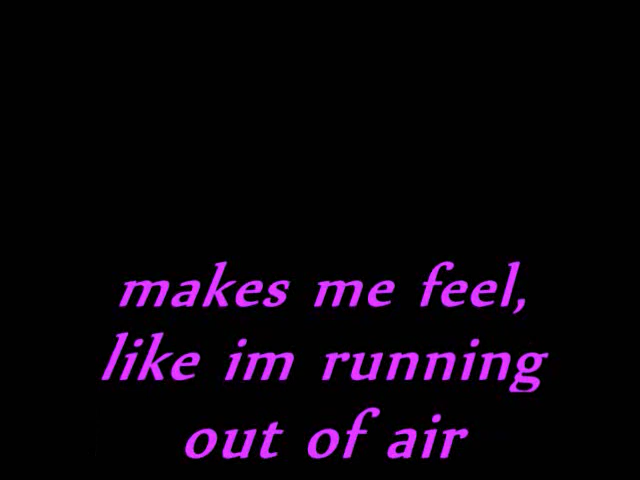 makes me feel,
like im running
out of air